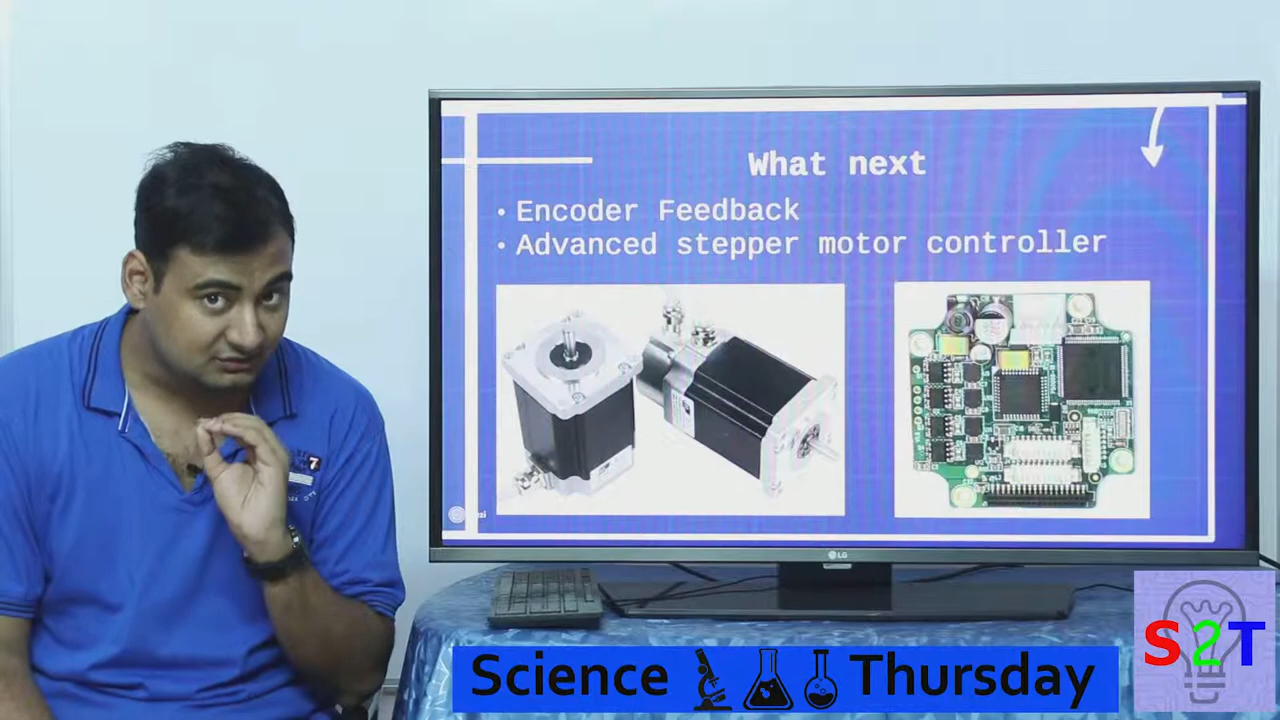 What next
• Encoder Feedback
• Advanced stepper motor controller
LG
Science Thursday
S2T